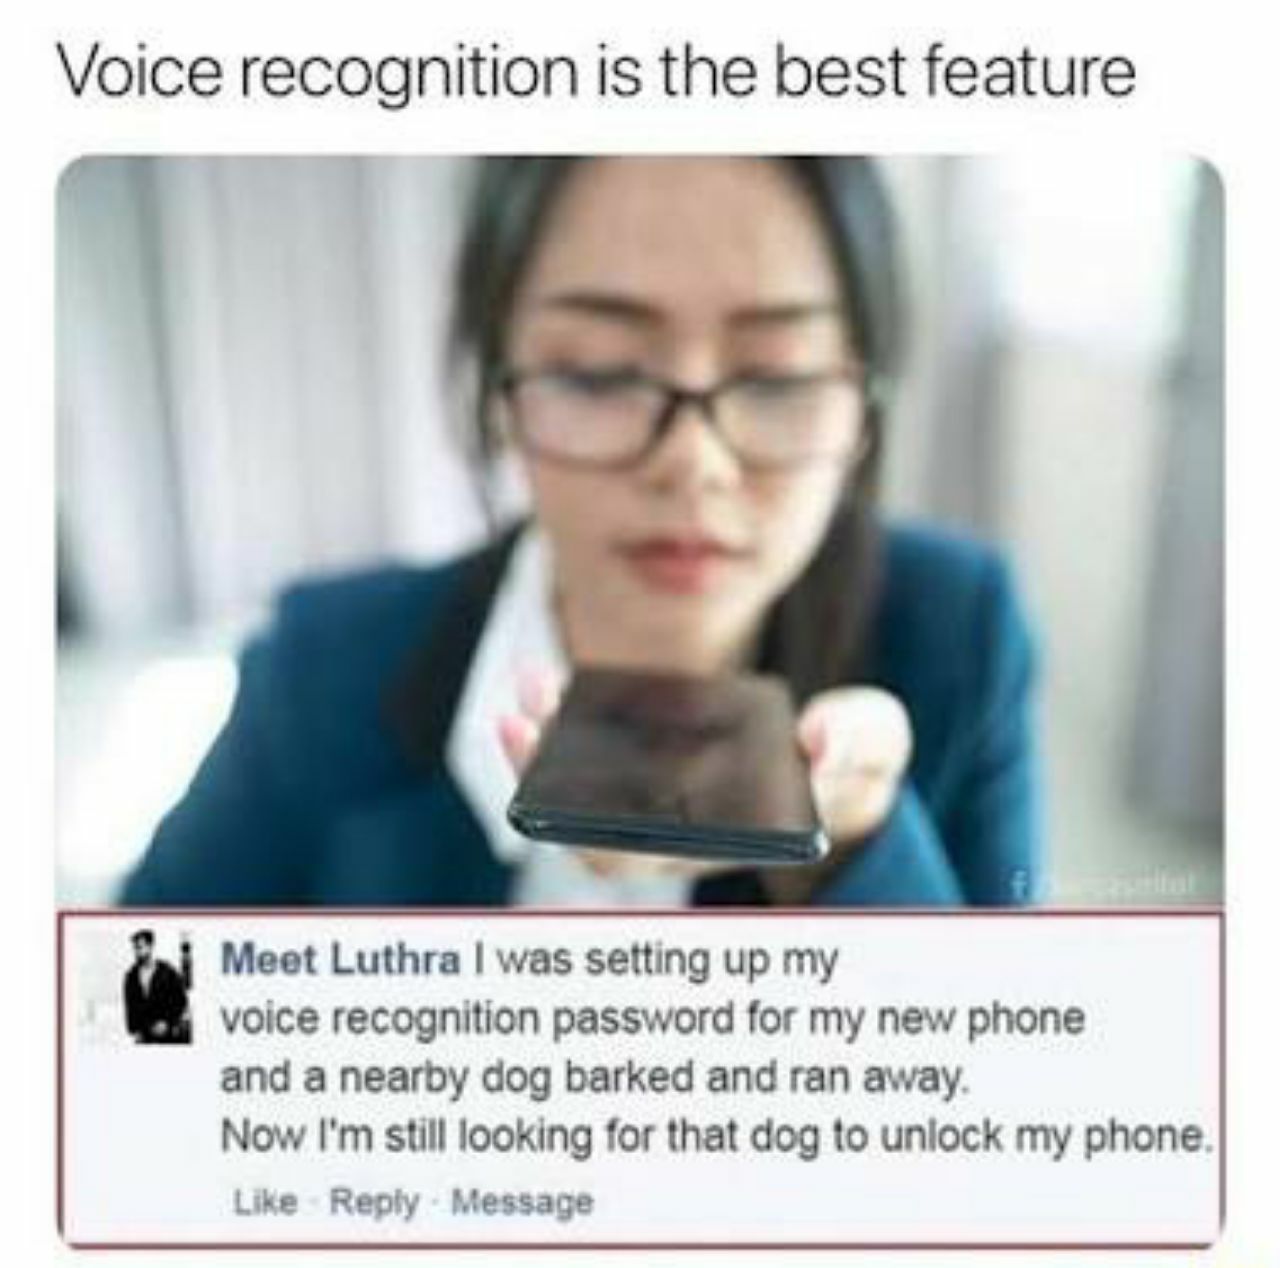 Voice recognition is the best feature
Meet Luthra I was setting up my
voice recognition password for my new phone
and a nearby dog barked and ran away.
Now I'm still looking for that dog to unlock my phone.
Like · Reply · Message